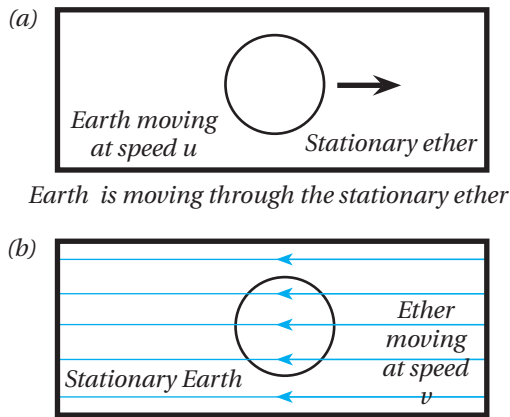 (a)
Earth moving
at speed u
Stationary ether
Earth is moving through the stationary ether
(b)
Ether
moving
at speed
v
Stationary Earth